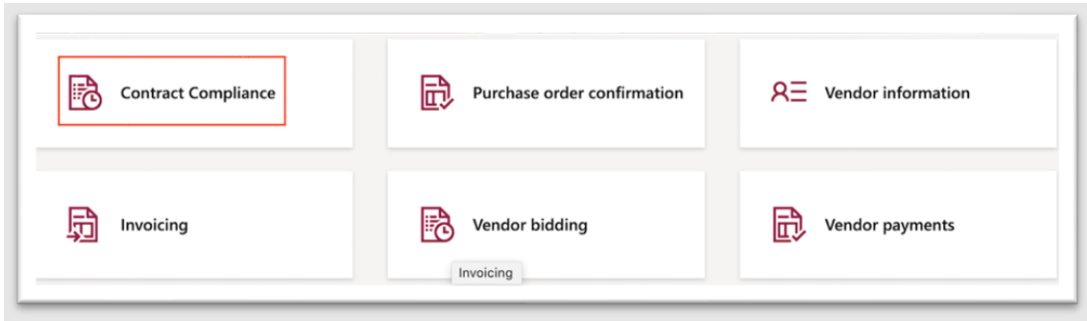 Contract Compliance
Purchase order confirmation
Vendor information
Invoicing
Vendor bidding
Vendor payments
Invoicing